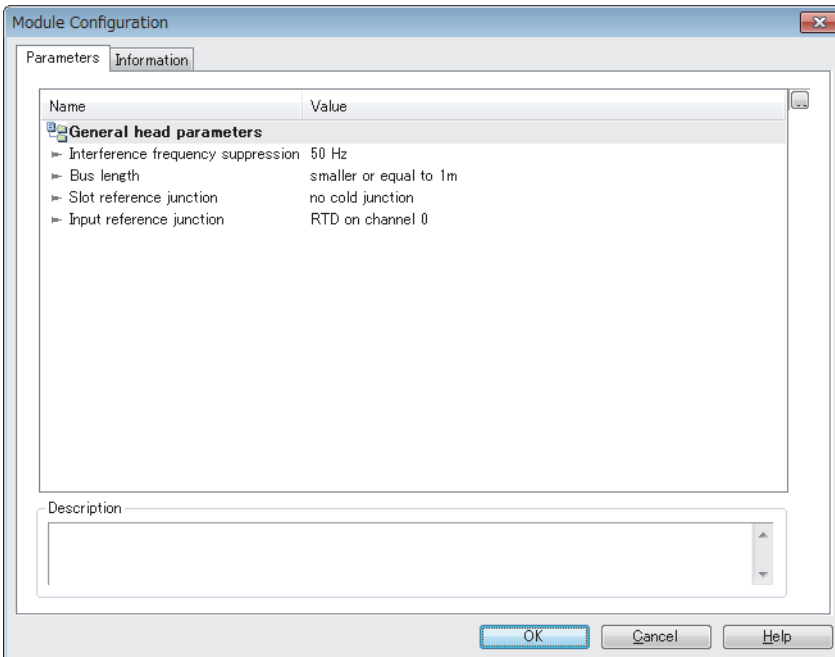 Module Configuration
Parameters Information
Name Value
General head parameters
Interference frequency suppression 50 Hz
Bus length smaller or equal to 1m
Slot reference junction no cold junction
Input reference junction RTD on channel 0
Description
OK Cancel Help